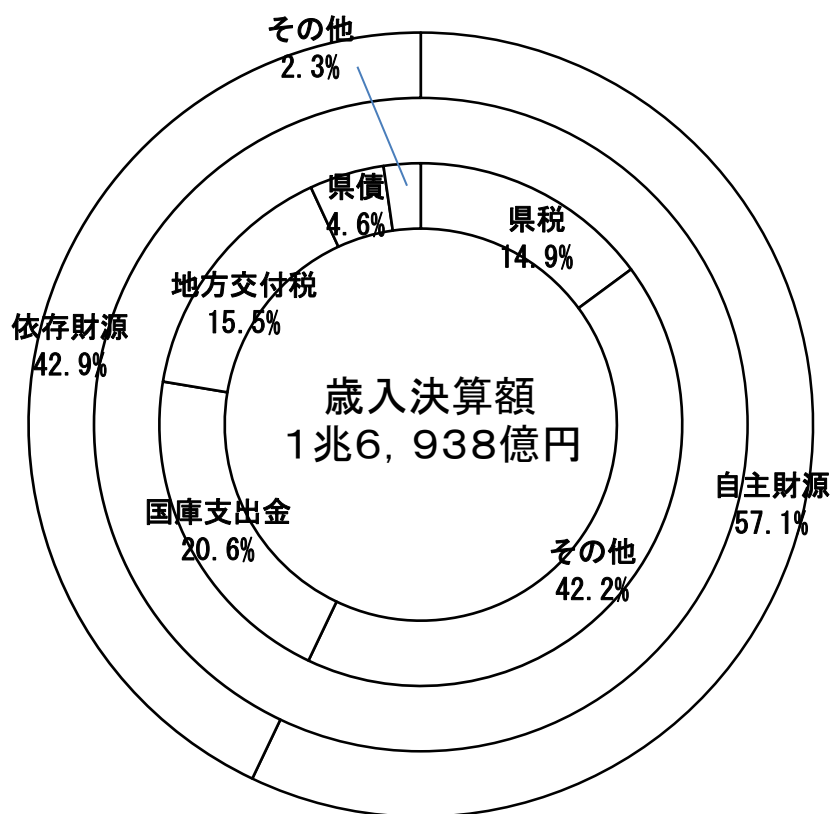 その他
2.3%
県債
4.6%
県税
14.9%
地方交付税
15.5%
依存財源
42.9%
歳入決算額
1兆6,938億円
自主財源
57.1%
国庫支出金
20.6%
その他
42.2%